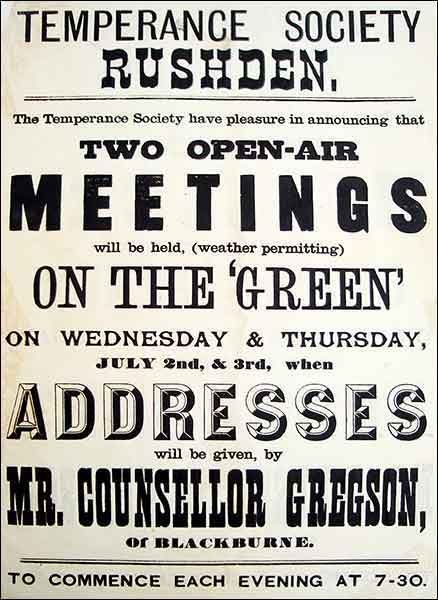 TEMPERANCE SOCIETY
RUSHDEN.
The Temperance Society have pleasure in announcing that
TWO OPEN-AIR
MEETINGS
will be held, (weather permitting)
ON THE 'GREEN'
ON WEDNESDAY & THURSDAY,
JULY 2nd, & 3rd, when
ADDRESSES
will be given, by
MR. COUNSELLOR GREGSON,
Of BLACKBURNE.
TO COMMENCE EACH EVENING AT 7-30.